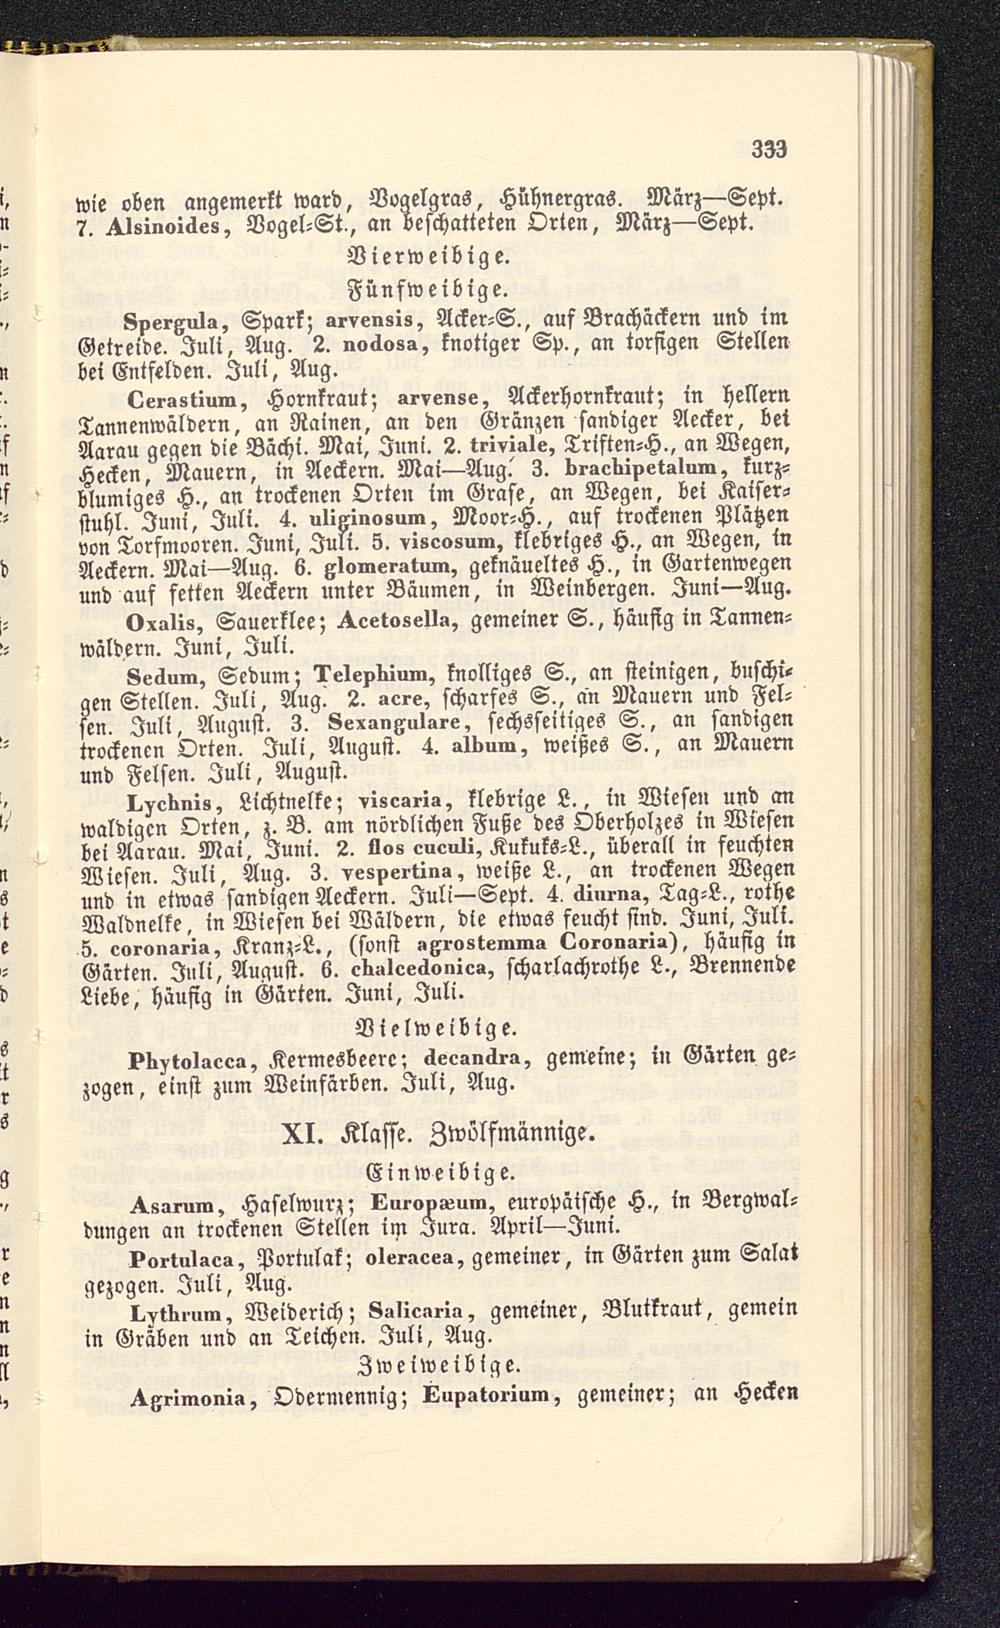 333
wie oben angemerkt ward, Vogelgras, Hühnergras. März—Sept.
7. Alsinoides, Vogel-St., an beschatteten Orten, März—Sept.
Vierweibige.
Fünfweibige.
Spergula, Spark; arvensis, Acker-S., auf Brachäckern und im
Getreide. Juli, Aug. 2. nodosa, knotiger Sp., an torfigen Stellen
bei Entfelden. Juli, Aug.
Cerastium, Hornkraut; arvense, Ackerhornkraut; in hellern
Tannenwäldern, an Rainen, an den Gränzen sandiger Aecker, bei
Aarau gegen die Bächi. Mai, Juni. 2. triviale, Triften-H., an Wegen,
Hecken, Mauern, in Aeckern. Mai—Aug. 3. brachipetalum, kurz-
blumiges H., an trockenen Orten im Grase, an Wegen, bei Kaiser-
stuhl. Juni, Juli. 4. uliginosum, Moor-H., auf trockenen Plätzen
von Torfmooren. Juni, Juli. 5. viscosum, klebriges H., an Wegen, in
Aeckern. Mai—Aug. 6. glomeratum, geknäueltes H., in Gartenwegen
und auf fetten Aeckern unter Bäumen, in Weinbergen. Juni—Aug.
Oxalis, Sauerklee; Acetosella, gemeiner S., häufig in Tannen-
wäldern. Juni, Juli.
Sedum, Sedum; Telephium, knolliges S., an steinigen, buschi-
gen Stellen. Juli, Aug. 2. acre, scharfes S., an Mauern und Fel-
sen. Juli, August. 3. Sexangulare, sechsseitiges S., an sandigen
trockenen Orten. Juli, August. 4. album, weißes S., an Mauern
und Felsen. Juli, August.
Lychnis, Lichtnelke; viscaria, klebrige L., in Wiesen und an
waldigen Orten, z. B. am nördlichen Fuße des Oberholzes in Wiesen
bei Aarau. Mai, Juni. 2. flos cuculi, Kukuks-L., überall in feuchten
Wiesen. Juli, Aug. 3. vespertina, weiße L., an trockenen Wegen
und in etwas sandigen Aeckern. Juli—Sept. 4. diurna, Tag-L., rothe
Waldnelke, in Wiesen bei Wäldern, die etwas feucht sind. Juni, Juli.
5. coronaria, Kranz-L., (sonst agrostemma Coronaria), häufig in
Gärten. Juli, August. 6. chalcedonica, scharlachrothe L., Brennende
Liebe, häufig in Gärten. Juni, Juli.
Vielweibige.
Phytolacca, Kermesbeere; decandra, gemeine; in Gärten ge-
zogen, einst zum Weinfärben. Juli, Aug.
XI. Klasse. Zwölfmännige.
Einweibige.
Asarum, Haselwurz; Europæum, europäische H., in Bergwal-
dungen an trockenen Stellen im Jura. April—Juni.
Portulaca, Portulak; oleracea, gemeiner, in Gärten zum Salat
gezogen. Juli, Aug.
Lythrum, Weiderich; Salicaria, gemeiner, Blutkraut, gemein
in Gräben und an Teichen. Juli, Aug.
Zweiweibige.
Agrimonia, Odermennig; Eupatorium, gemeiner; an Hecken